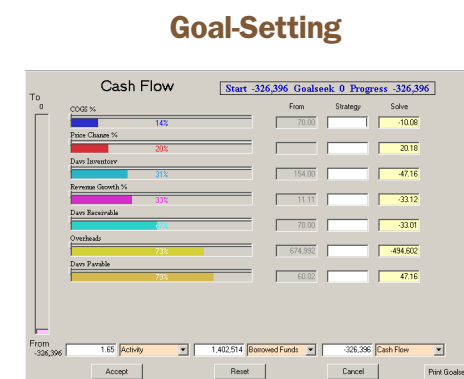 Goal-Setting
Cash Flow
Start -326,396 Goalseek 0 Progress -326,396
To
0
From Strategy Solve
COGS %
14% 70.00 -10.08
Price Change %
20% 20.18
Days Inventory
31% 154.00 -47.16
Revenue Growth %
33% 11.11 -33.12
Days Receivable
70.00 -33.01
Overheads
73% 674,992 -494,602
Days Payable
79% 60.02 47.16
From
-326,396 1.65 Activity 1,402,514 Borrowed Funds -326,396 Cash Flow
Accept Reset Cancel Print Goalse